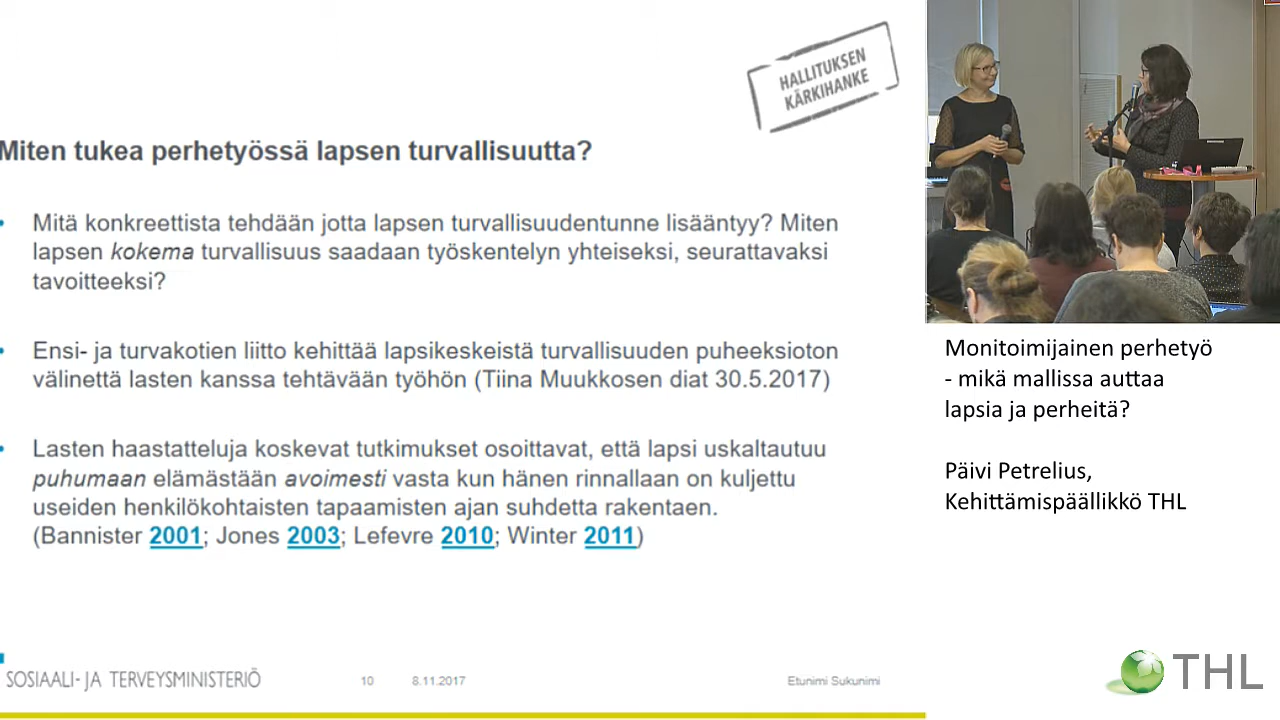 HALLITUKSEN
KÄRKIHANKE
Miten tukea perhetyössä lapsen turvallisuutta?
• Mitä konkreettista tehdään jotta lapsen turvallisuudentunne lisääntyy? Miten
lapsen kokema turvallisuus saadaan työskentelyn yhteiseksi, seurattavaksi
tavoitteeksi?
• Ensi- ja turvakotien liitto kehittää lapsikeskeistä turvallisuuden puheeksioton
välinettä lasten kanssa tehtävään työhön (Tiina Muukkosen diat 30.5.2017)
• Lasten haastatteluja koskevat tutkimukset osoittavat, että lapsi uskaltautuu
puhumaan elämästään avoimesti vasta kun hänen rinnallaan on kuljettu
useiden henkilökohtaisten tapaamisten ajan suhdetta rakentaen.
(Bannister 2001; Jones 2003; Lefevre 2010; Winter 2011)
SOSIAALI- JA TERVEYSMINISTERIÖ
10
8.11.2017
Etunimi Sukunimi
Monitoimijainen perhetyö
- mikä mallissa auttaa
lapsia ja perheitä?
Päivi Petrelius,
Kehittämispäällikkö THL
THL